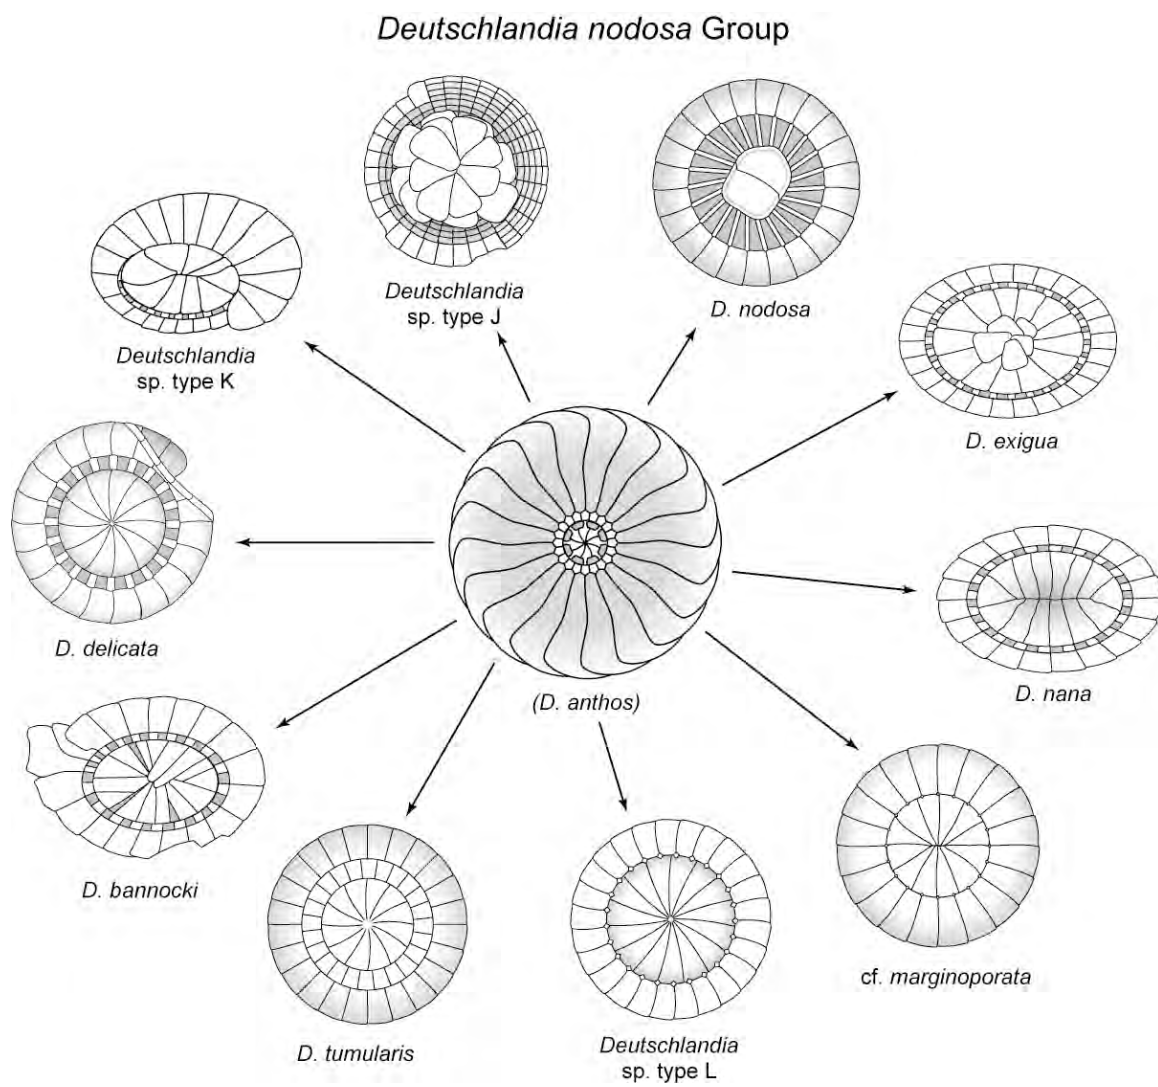 Deutschlandia nodosa Group
Deutschlandia
sp. type J
D. nodosa
Deutschlandia
sp. type K
D. exigua
D. delicata
(D. anthos)
D. nana
D. bannocki
cf. marginoporata
D. tumularis
Deutschlandia
sp. type L